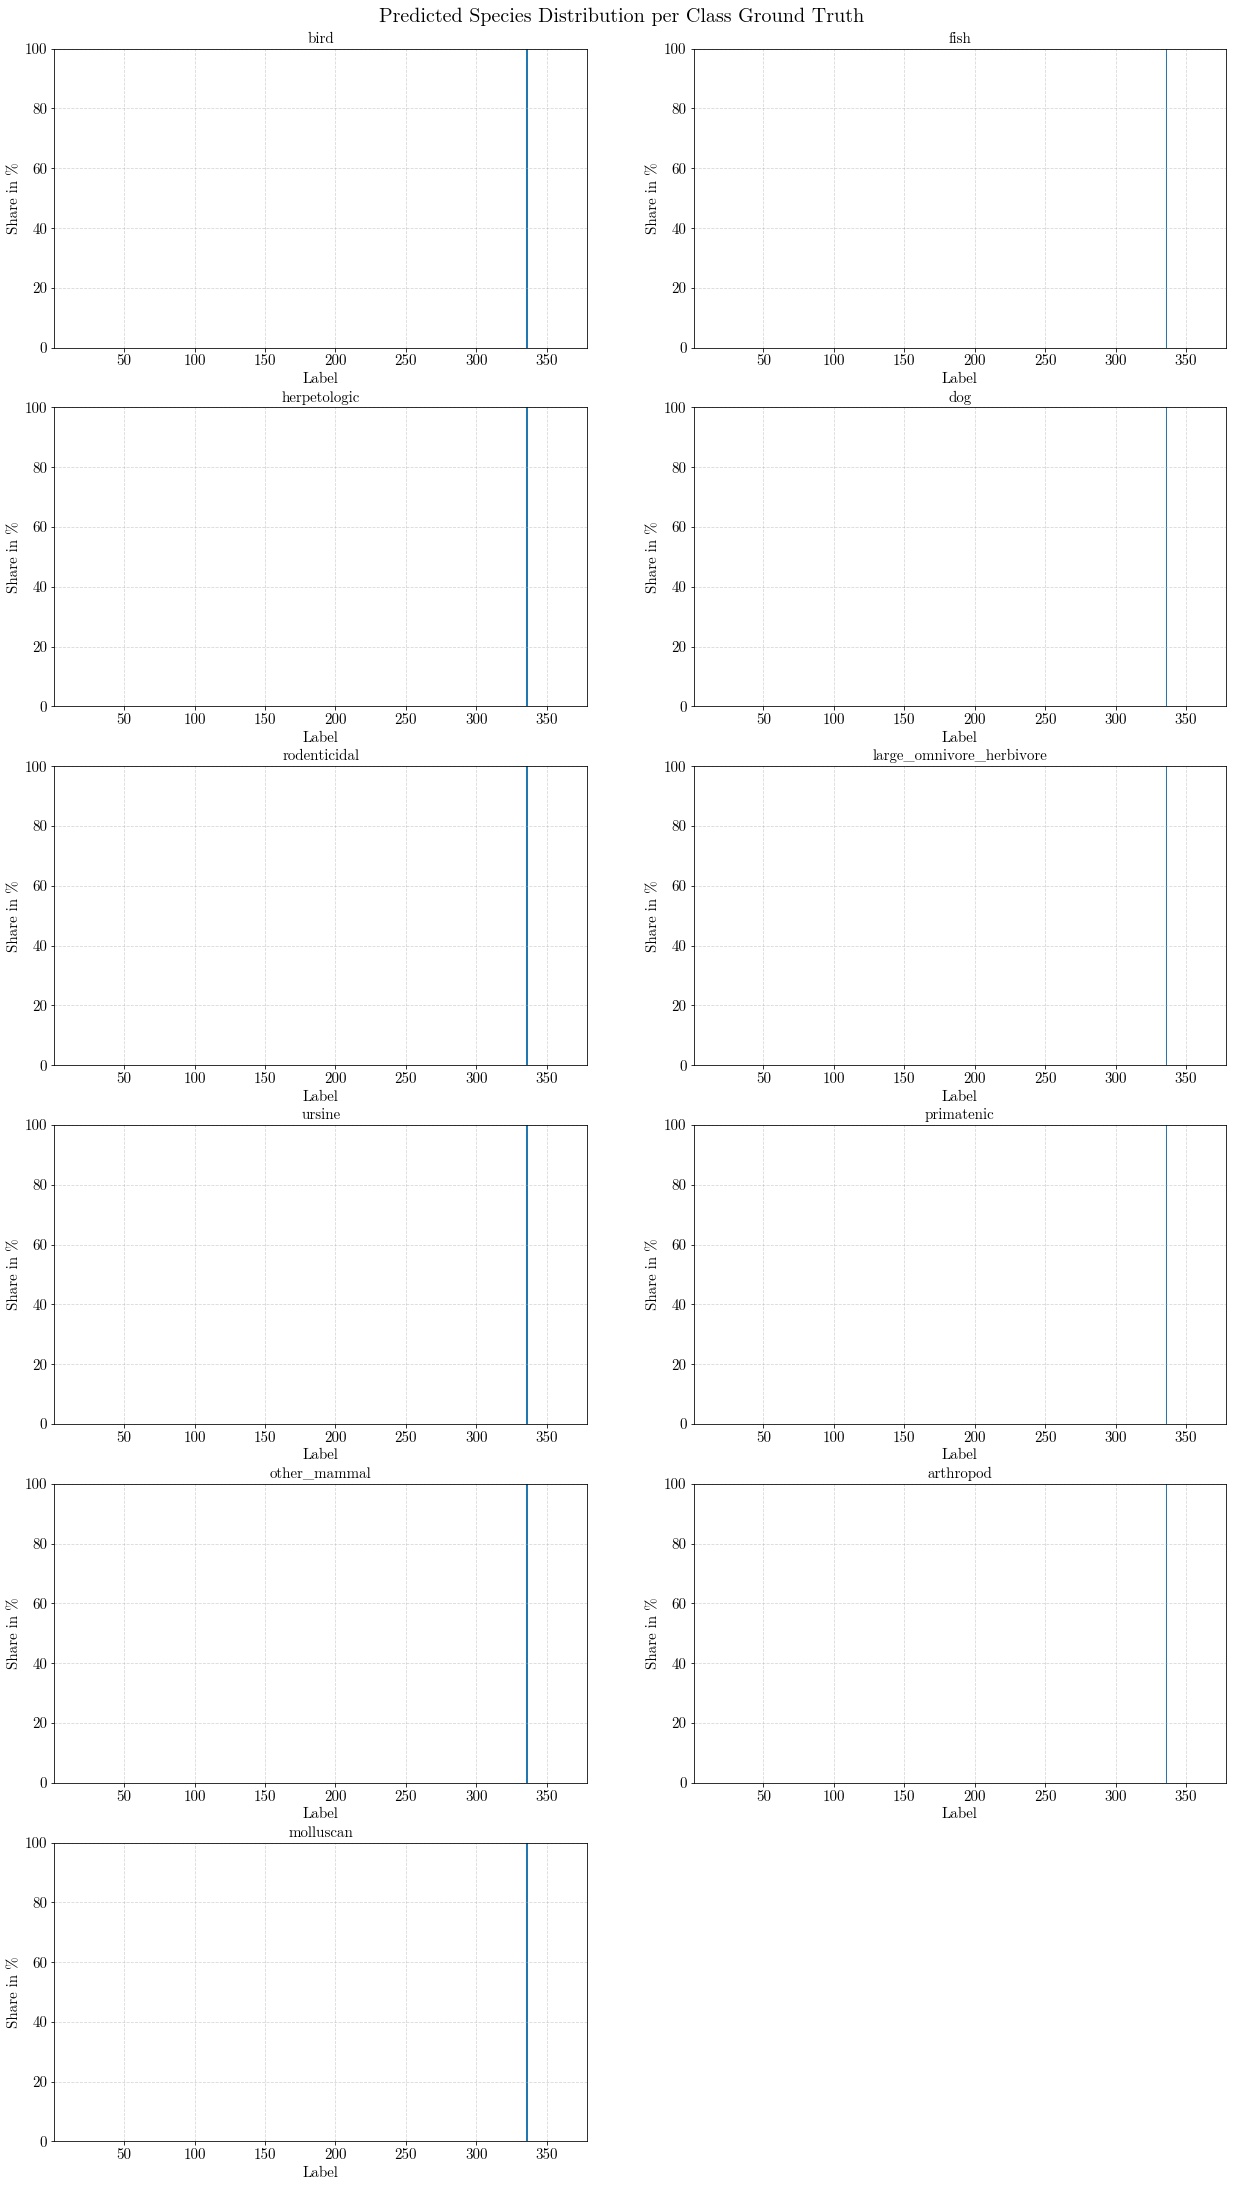 Predicted Species Distribution per Class Ground Truth
bird
100
80
60
40
20
0
Share in %
50 100 150 200 250 300 350
Label
fish
100
80
60
40
20
0
Share in %
50 100 150 200 250 300 350
Label
herpetologic
100
80
60
40
20
0
Share in %
50 100 150 200 250 300 350
Label
dog
100
80
60
40
20
0
Share in %
50 100 150 200 250 300 350
Label
rodenticidal
100
80
60
40
20
0
Share in %
50 100 150 200 250 300 350
Label
large_omnivore_herbivore
100
80
60
40
20
0
Share in %
50 100 150 200 250 300 350
Label
ursine
100
80
60
40
20
0
Share in %
50 100 150 200 250 300 350
Label
primatenic
100
80
60
40
20
0
Share in %
50 100 150 200 250 300 350
Label
other_mammal
100
80
60
40
20
0
Share in %
50 100 150 200 250 300 350
Label
arthropod
100
80
60
40
20
0
Share in %
50 100 150 200 250 300 350
Label
molluscan
100
80
60
40
20
0
Share in %
50 100 150 200 250 300 350
Label